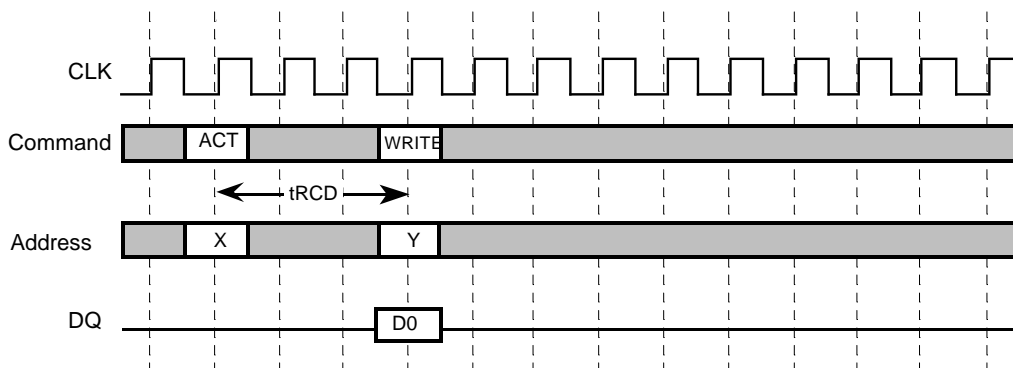 CLK
Command ACT WRITE
tRCD
Address X Y
DQ D0